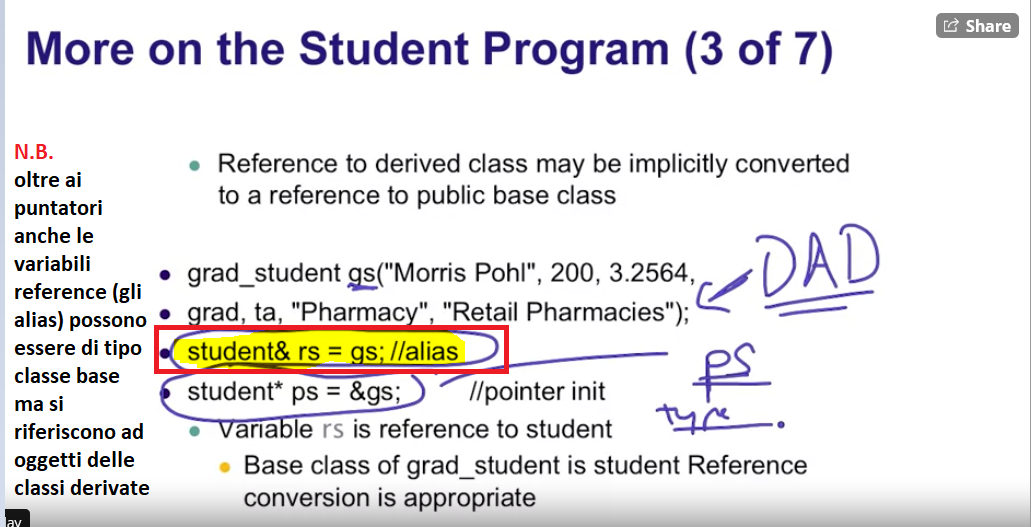 Share
More on the Student Program (3 of 7)
N.B.
oltre ai
puntatori
anche le
variabili
reference (gli
alias) possono
essere di tipo
classe base
ma si
riferiscono ad
oggetti delle
classi derivate
Reference to derived class may be implicitly converted
to a reference to public base class
grad_student gs("Morris Pohl", 200, 3.2564,
DAD
grad, ta, "Pharmacy", "Retail Pharmacies");
student& rs = gs; //alias
student* ps = &gs; //pointer init
ps
type.
Variable rs is reference to student
Base class of grad_student is student Reference
conversion is appropriate
ay